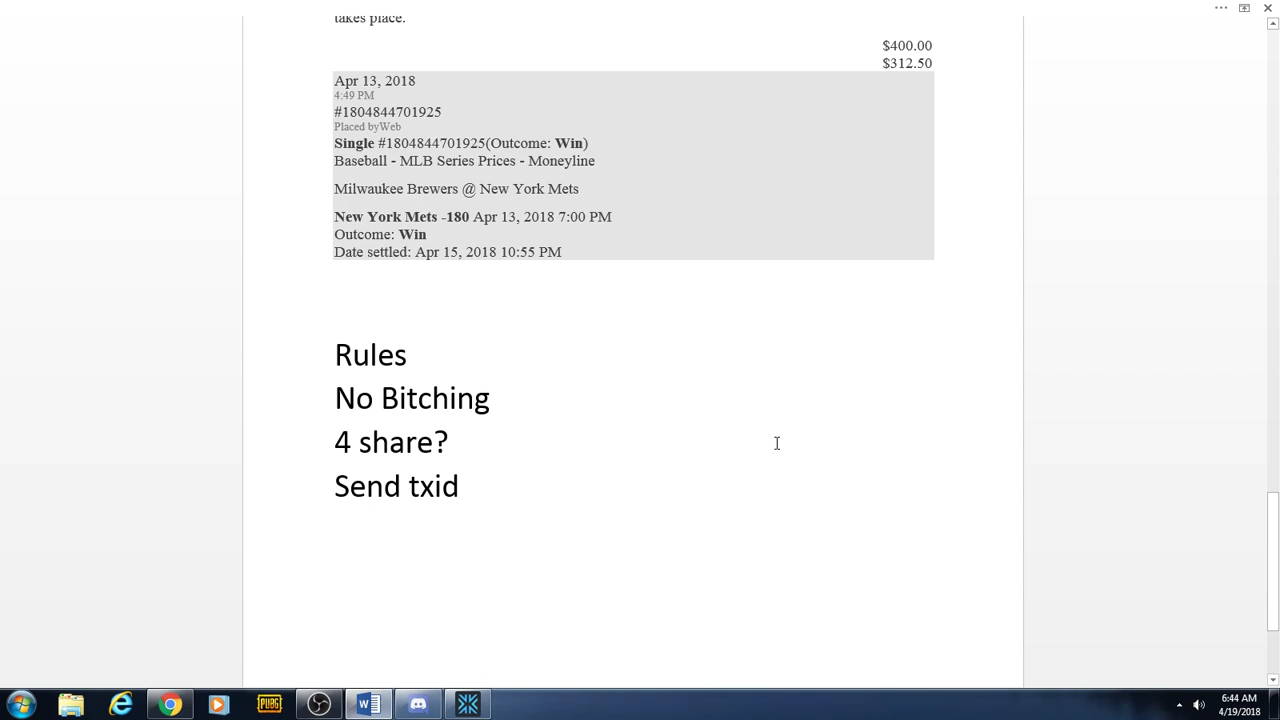 takes place.
$400.00
$312.50
Apr 13, 2018
4:49 PM
#1804844701925
Placed byWeb
Single #1804844701925(Outcome: Win)
Baseball - MLB Series Prices - Moneyline
Milwaukee Brewers @ New York Mets
New York Mets -180 Apr 13, 2018 7:00 PM
Outcome: Win
Date settled: Apr 15, 2018 10:55 PM
Rules
No Bitching
4 share?
Send txid
PUBG
6:44 AM
4/19/2018